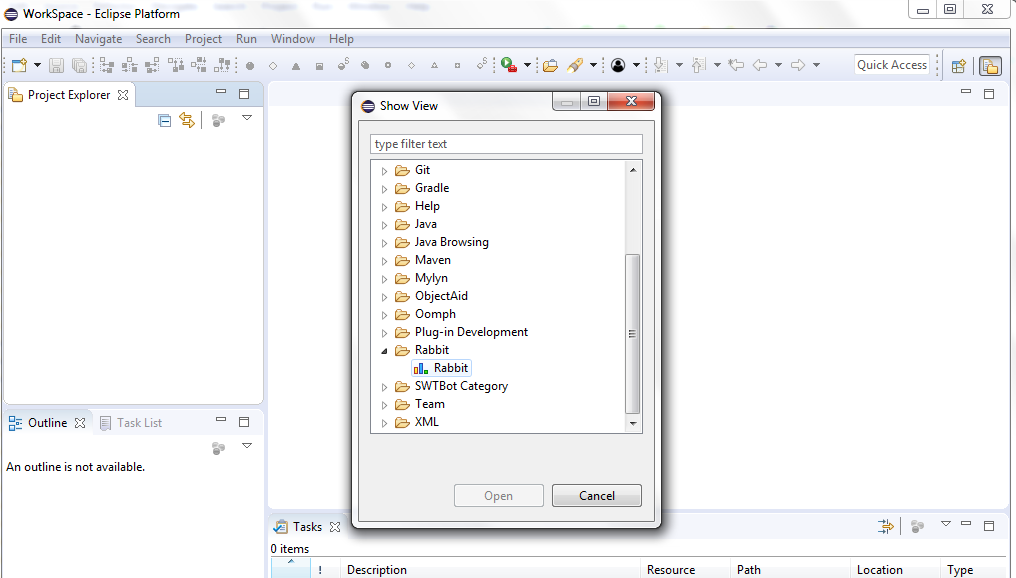 WorkSpace - Eclipse Platform
File Edit Navigate Search Project Run Window Help
Quick Access
Project Explorer
Show View
type filter text
Git
Gradle
Help
Java
Java Browsing
Maven
Mylyn
ObjectAid
Oomph
Plug-in Development
Rabbit
Rabbit
SWTBot Category
Team
XML
Open Cancel
Outline Task List
An outline is not available.
Tasks
0 items
! Description Resource Path Location Type